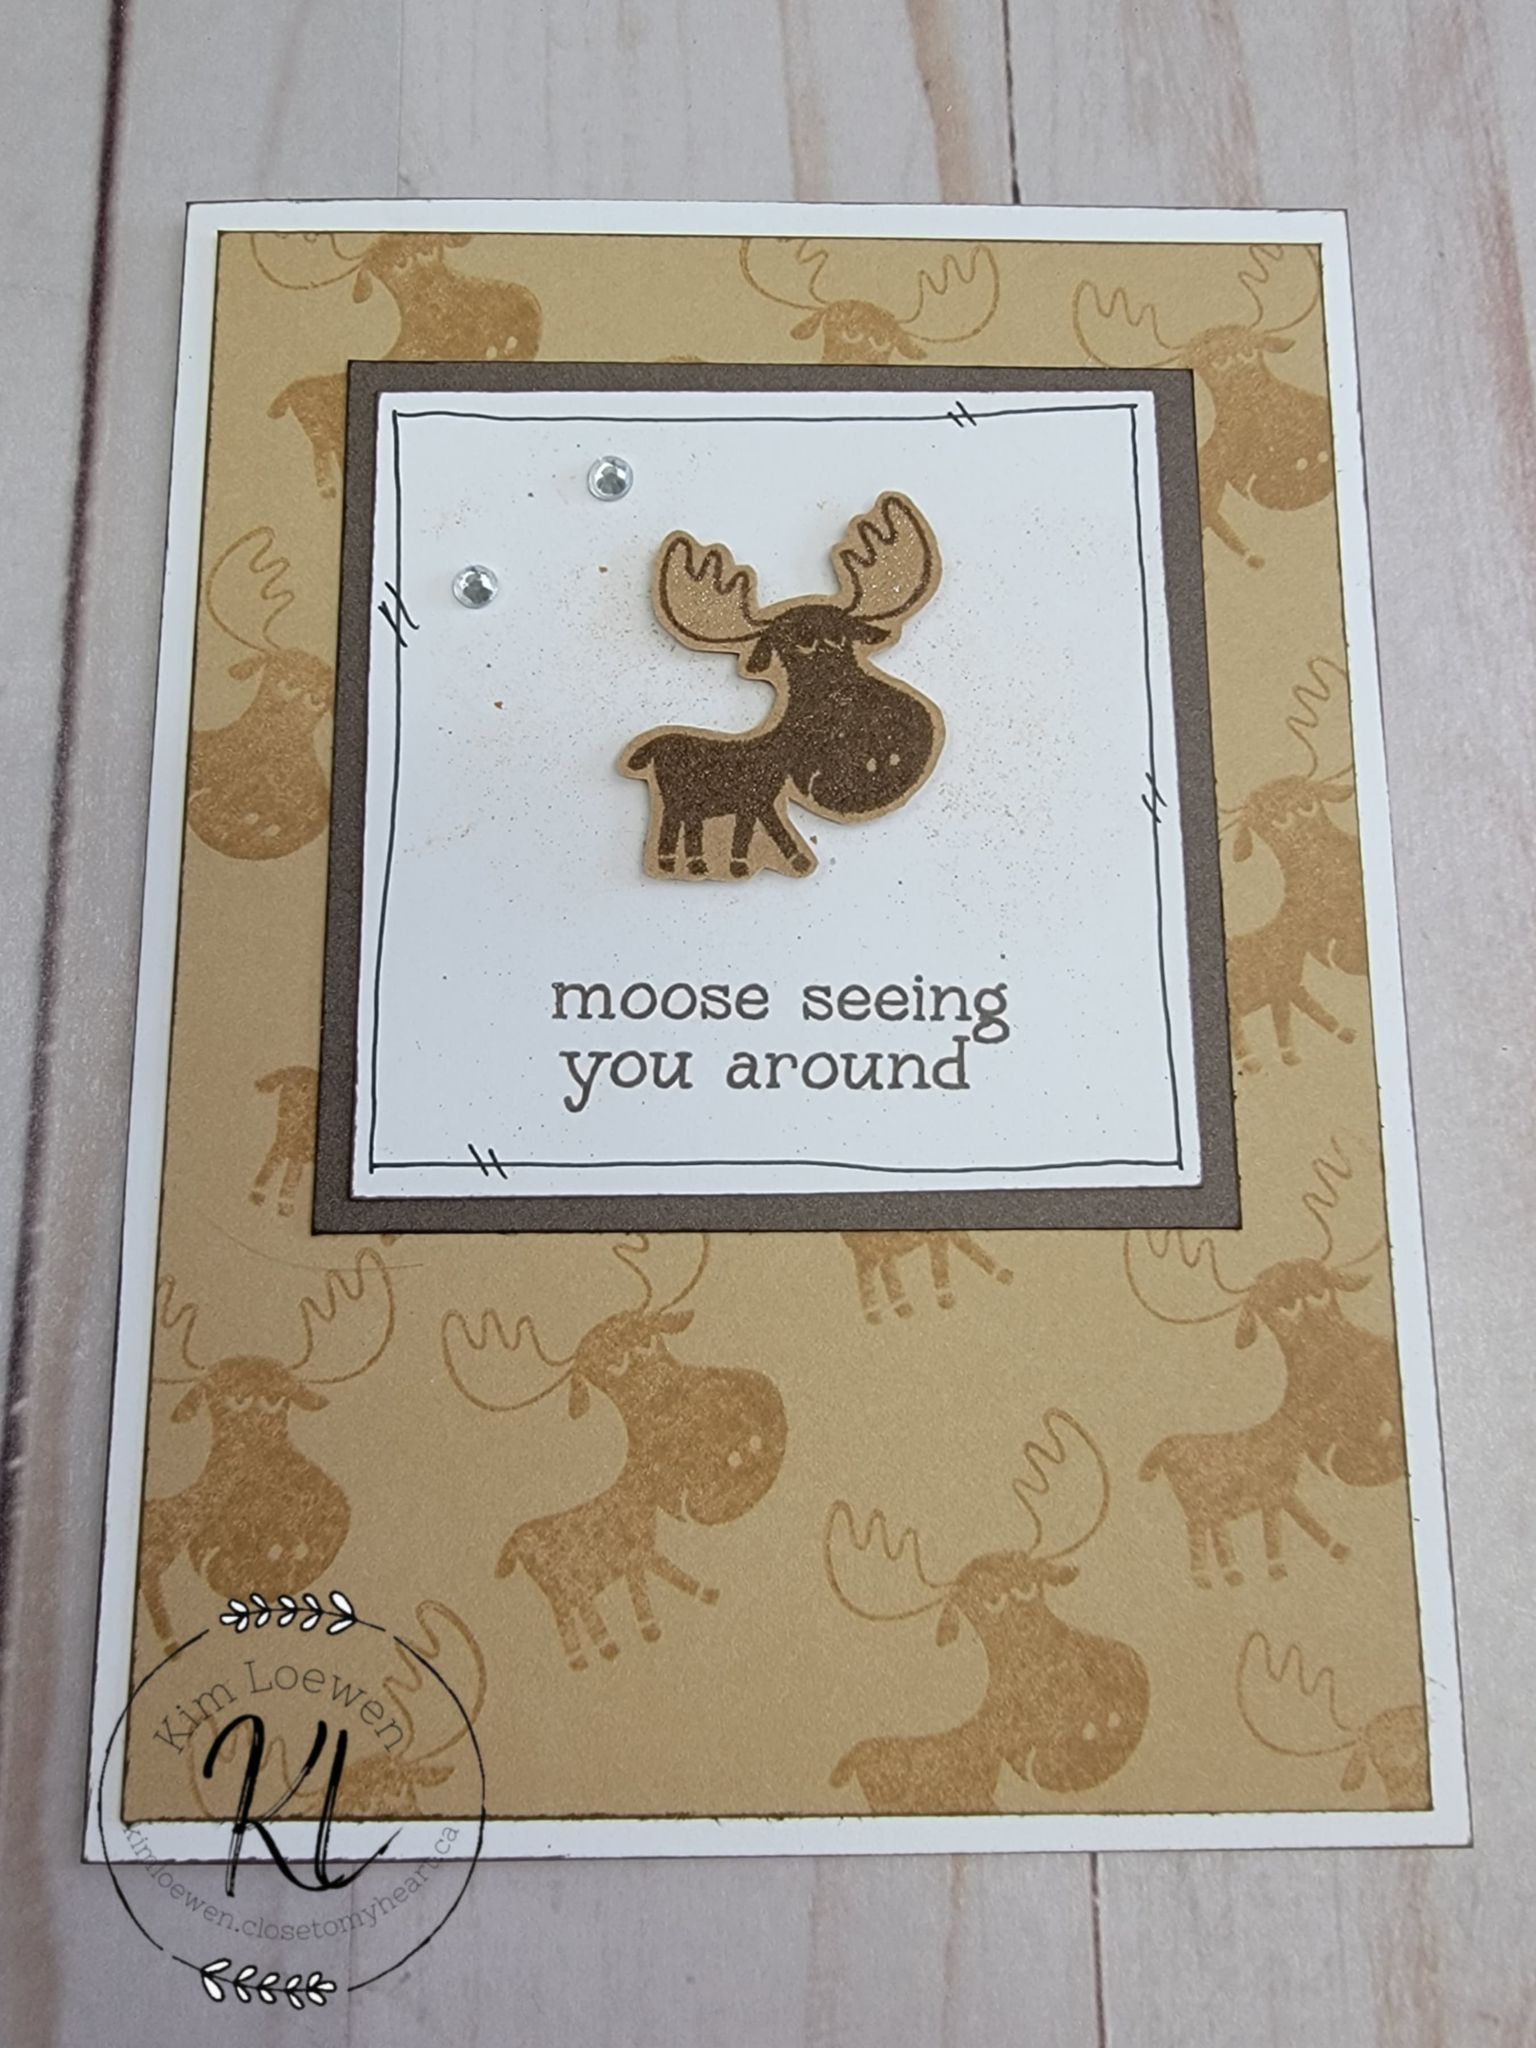 moose seeing
you around
Kim Loewen
KL
kimloewen.closetomyheart.ca